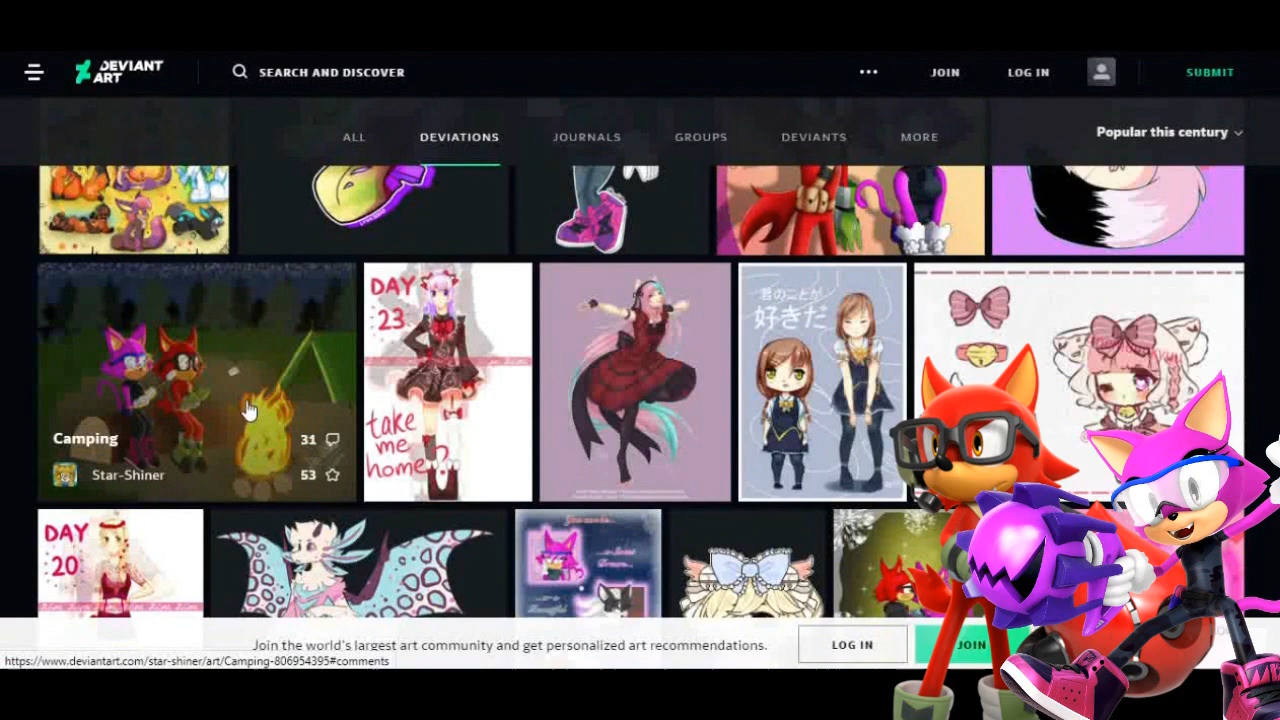 DEVIANT
ART
SEARCH AND DISCOVER
JOIN
LOG IN
SUBMIT
ALL
DEVIATIONS
JOURNALS
GROUPS
DEVIANTS
MORE
Popular this century
DAY
23
take
me
home
君のことが
好きだ
Camping
31
Star-Shiner
53
DAY
20
Join the world's largest art community and get personalized art recommendations.
LOG IN
JOIN
https://www.deviantart.com/star-shiner/art/Camping-806954395#comments